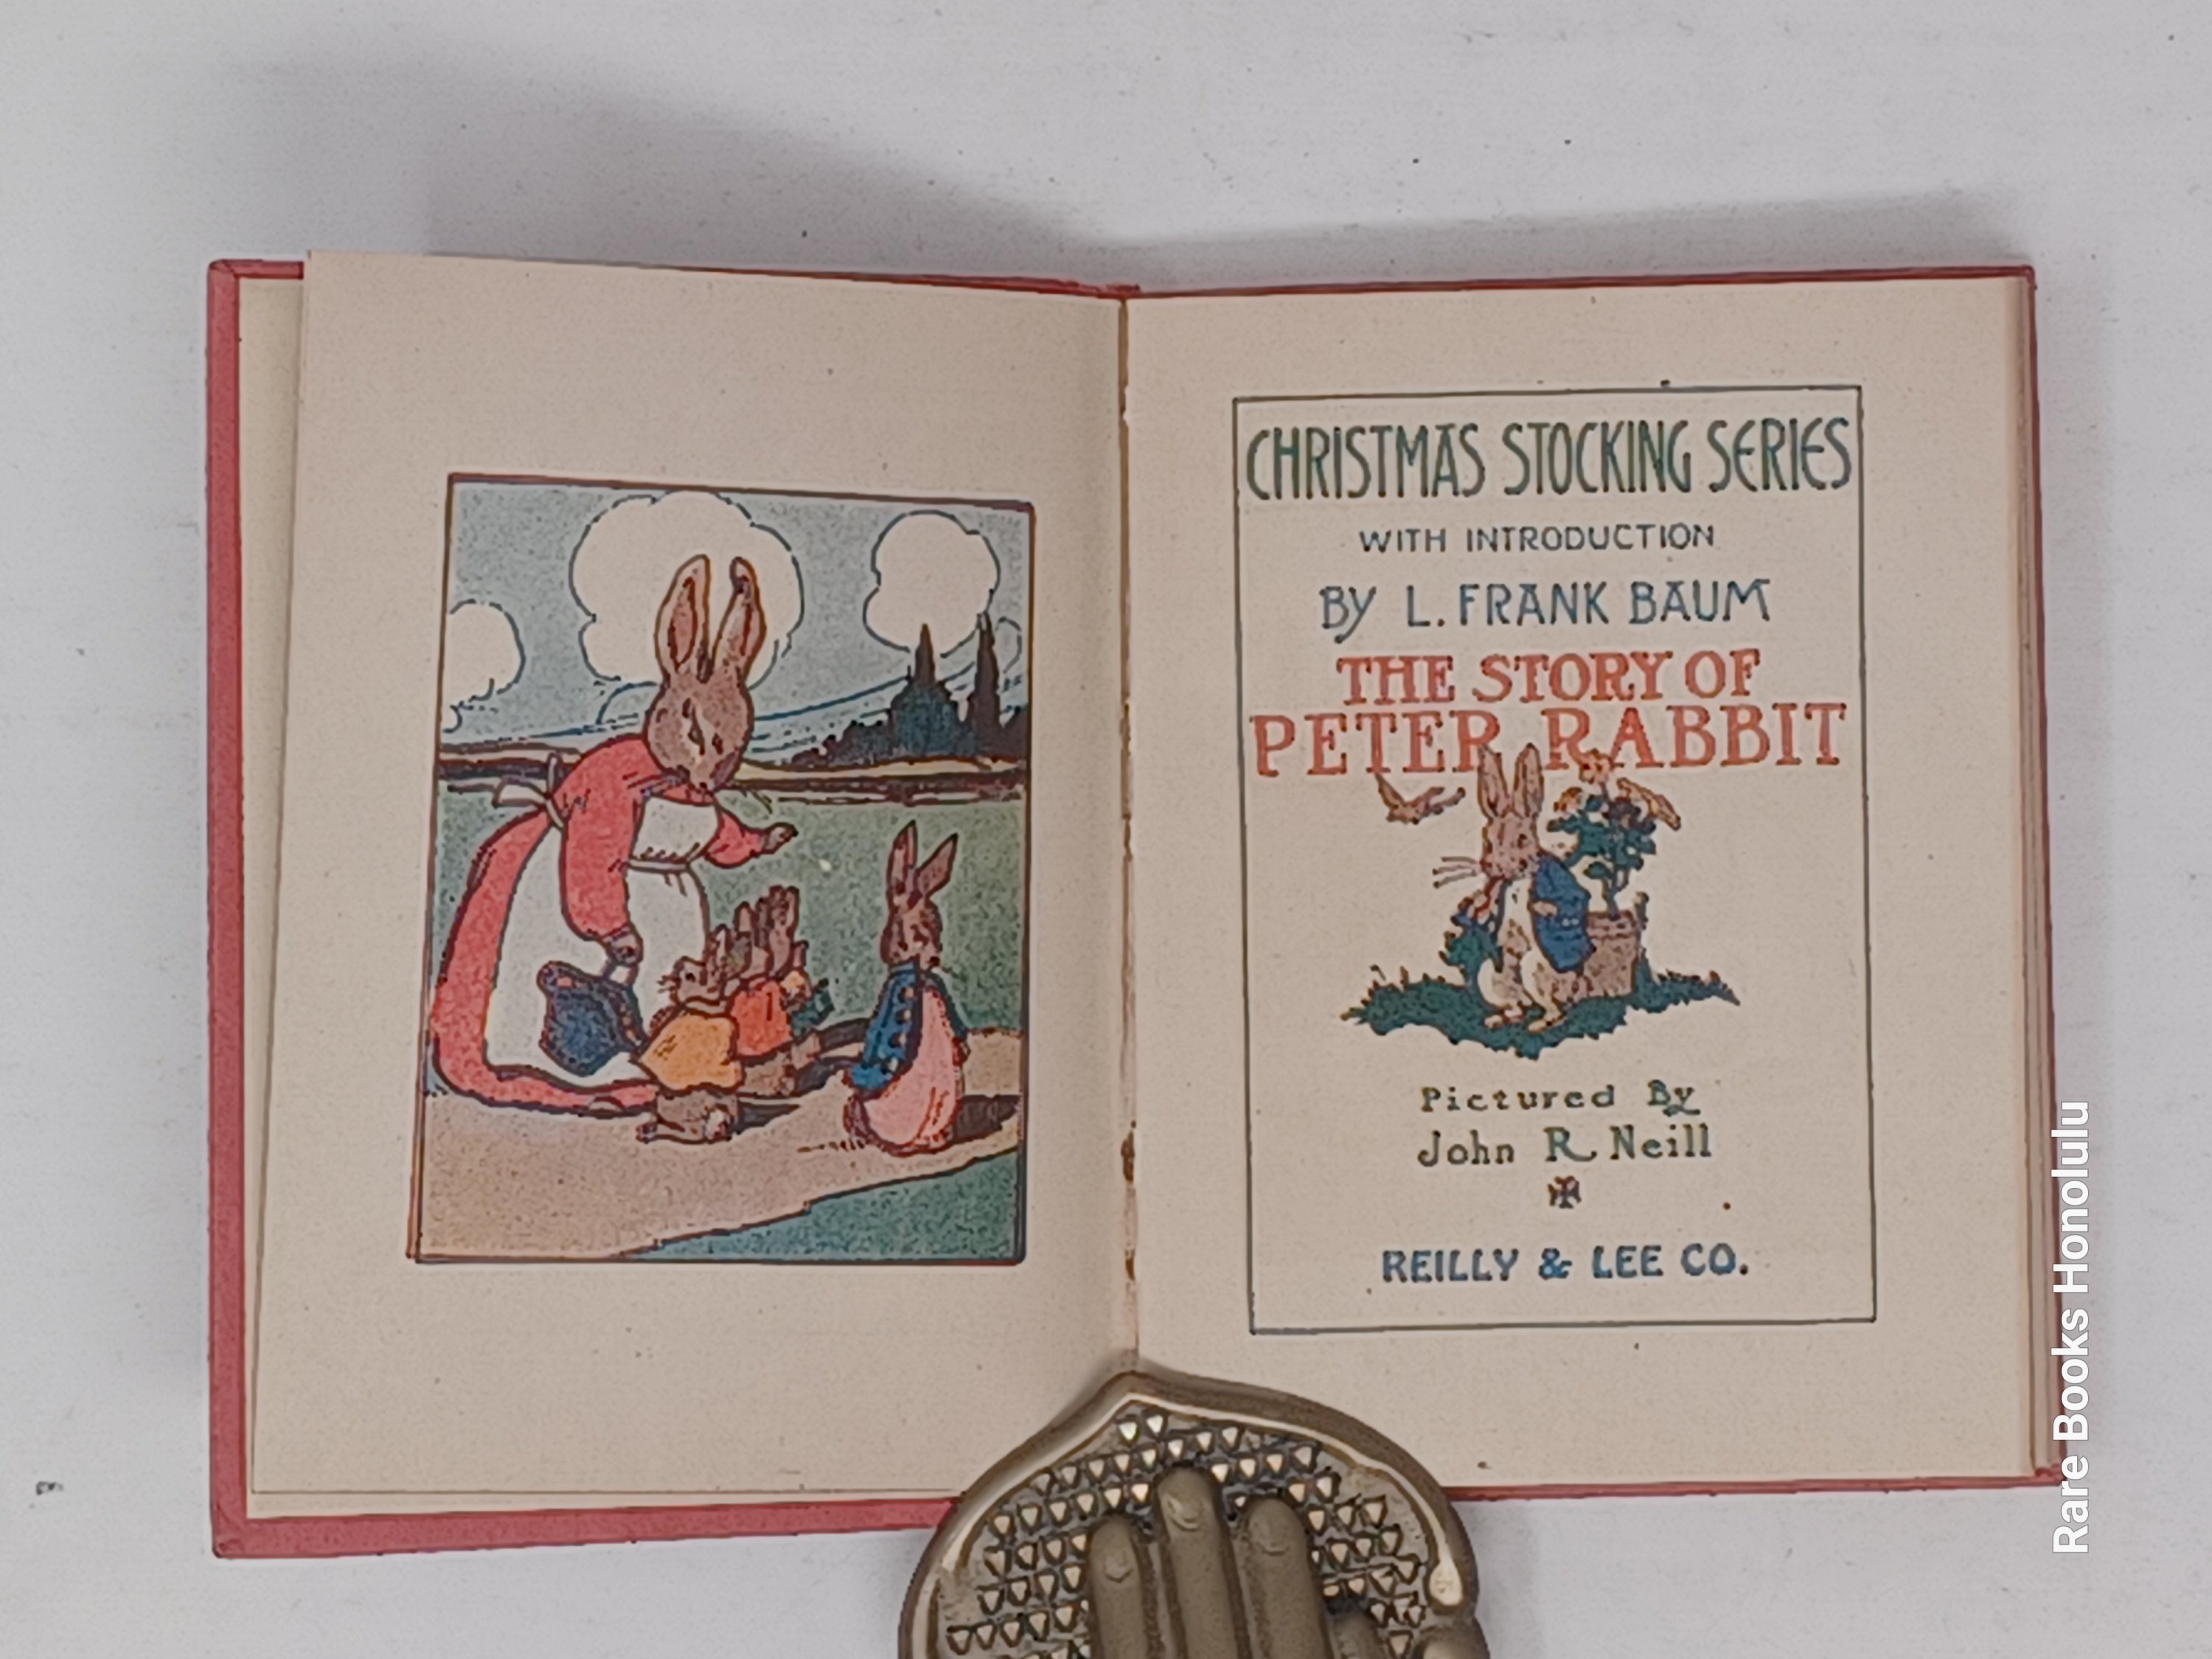 CHRISTMAS STOCKING SERIES
WITH INTRODUCTION
BY L. FRANK BAUM
THE STORY OF
PETER RABBIT
Pictured By
John R. Neill
REILLY & LEE CO.
Rare Books Honolulu